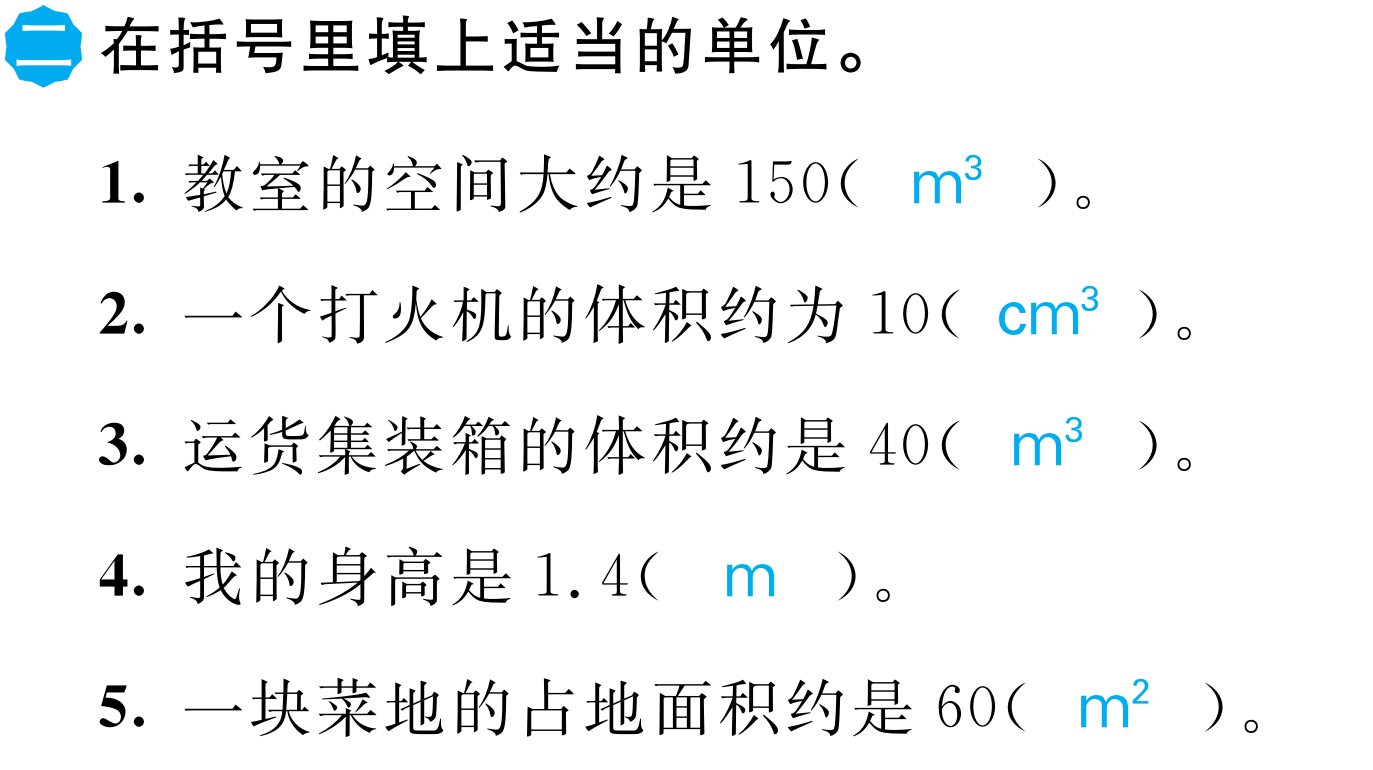 二 在括号里填上适当的单位。
1. 教室的空间大约是150( m³ )。
2. 一个打火机的体积约为10( cm³ )。
3. 运货集装箱的体积约是40( m³ )。
4. 我的身高是1.4( m )。
5. 一块菜地的占地面积约是60( m² )。